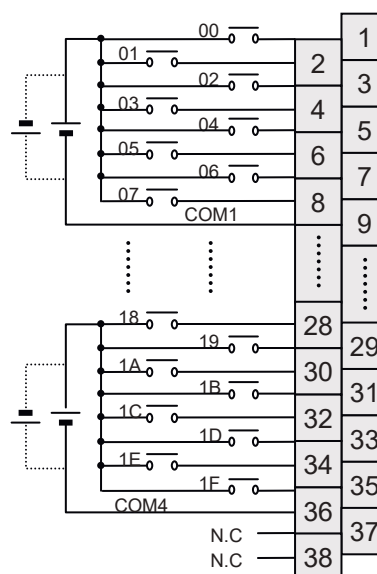 00 1
01 2
02 3
03 4
04 5
05 6
06 7
07 8
COM1 9
18 28
19 29
1A 30
1B 31
1C 32
1D 33
1E 34
1F 35
COM4 36
N.C 37
N.C 38